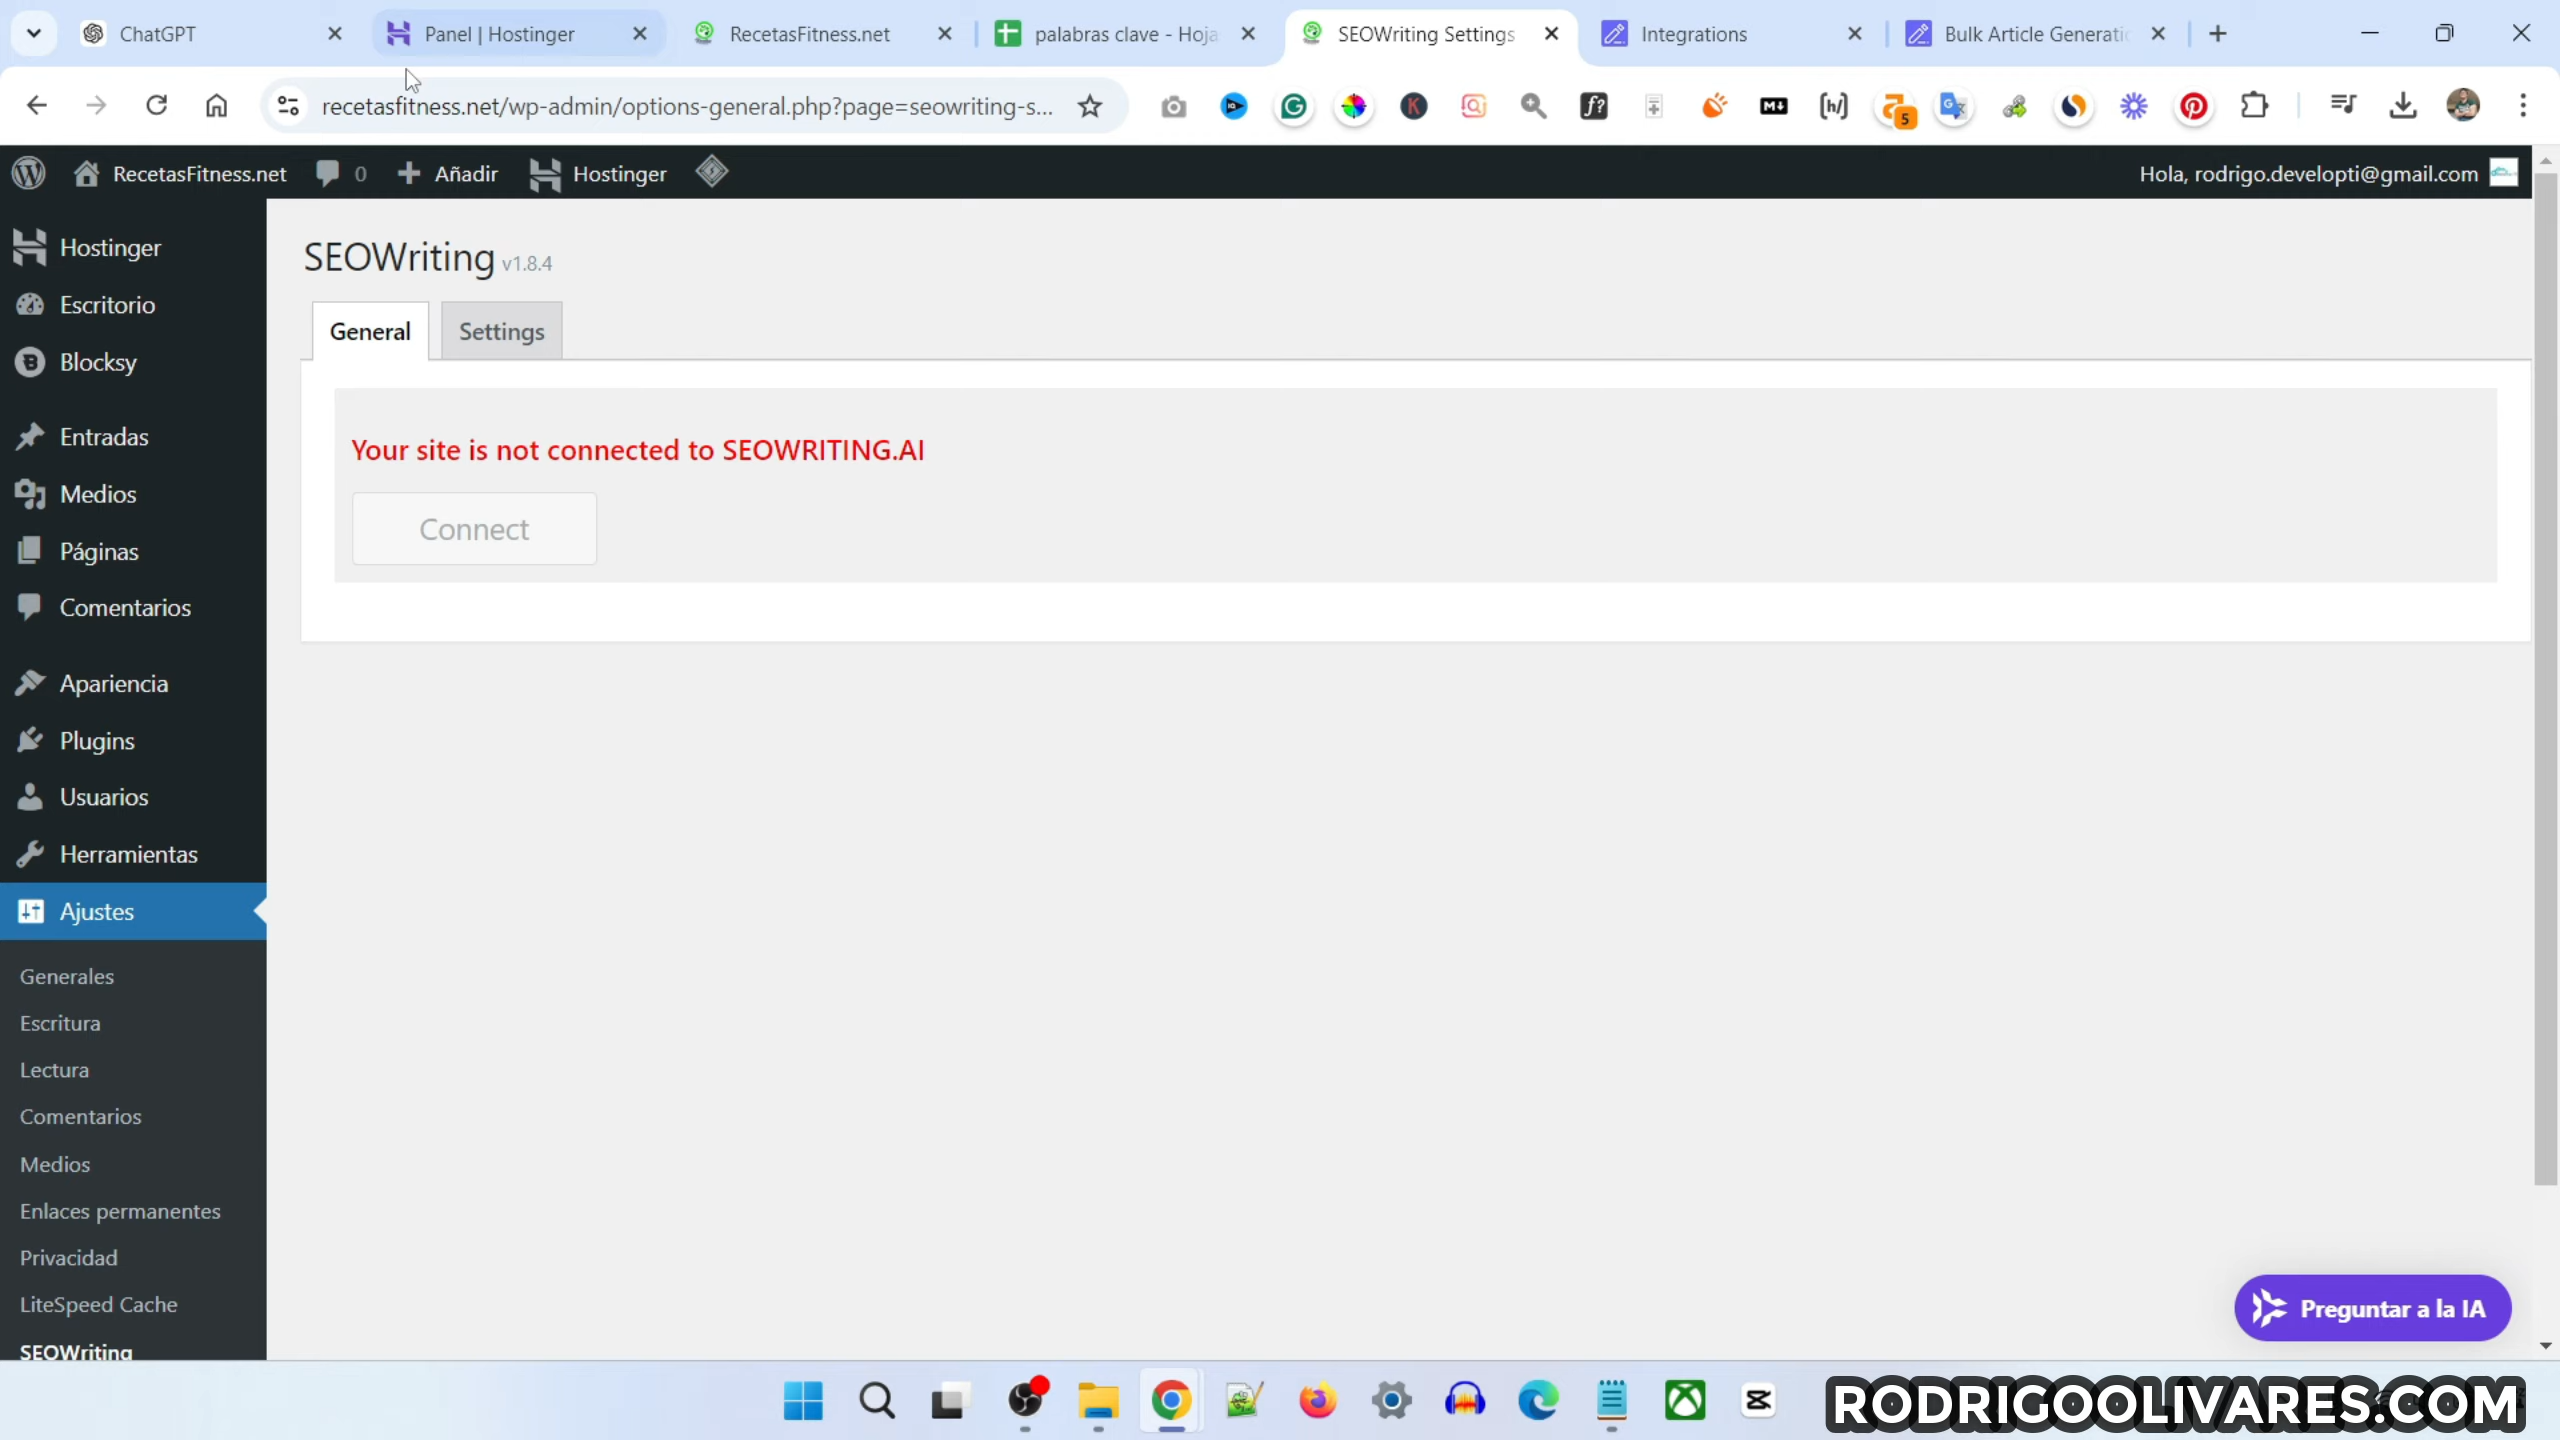 ChatGPT
Panel | Hostinger
RecetasFitness.net
palabras clave - Hoja
SEOWriting Settings
Integrations
Bulk Article Generati
recetasfitness.net/wp-admin/options-general.php?page=seowriting-s...
5
RecetasFitness.net
0
Añadir
Hostinger
Hola, rodrigo.developti@gmail.com
Hostinger
Escritorio
Blocksy
Entradas
Medios
Páginas
Comentarios
Apariencia
Plugins
Usuarios
Herramientas
Ajustes
Generales
Escritura
Lectura
Comentarios
Medios
Enlaces permanentes
Privacidad
LiteSpeed Cache
SEOWriting
SEOWriting v1.8.4
General
Settings
Your site is not connected to SEOWRITING.AI
Connect
Preguntar a la IA
RODRIGOOLIVARES.COM